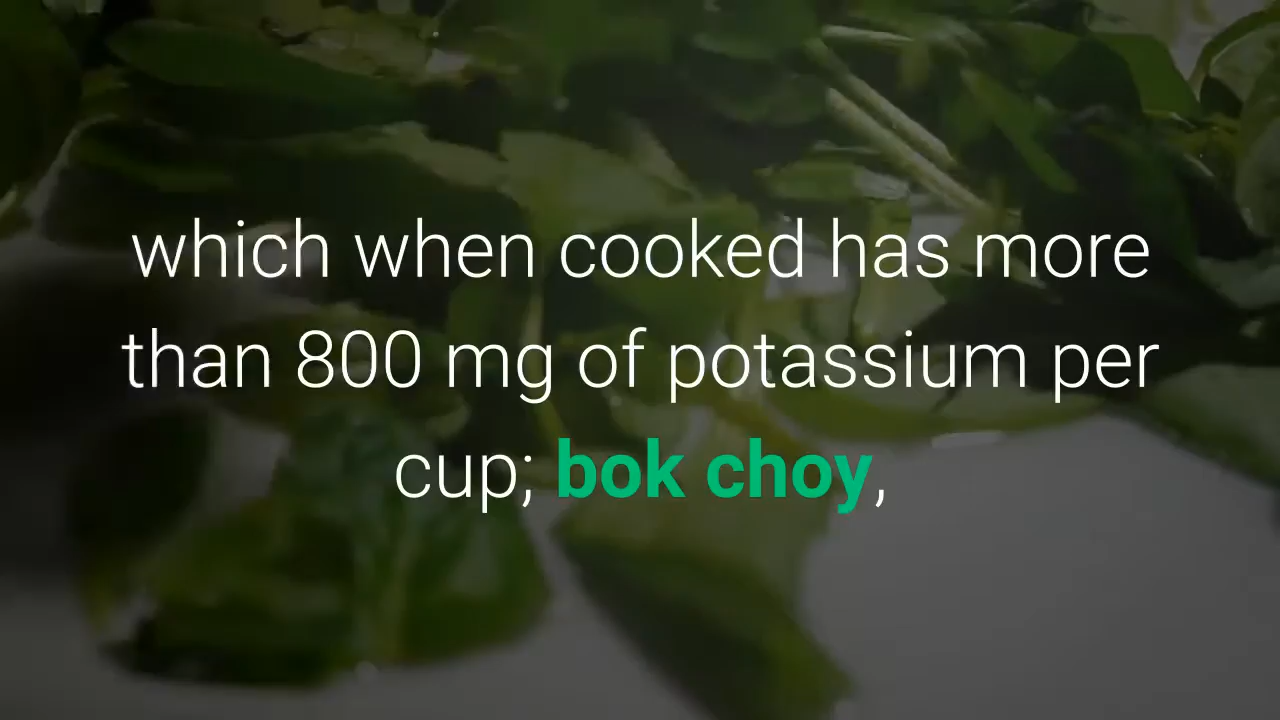 which when cooked has more
than 800 mg of potassium per
cup; bok choy,